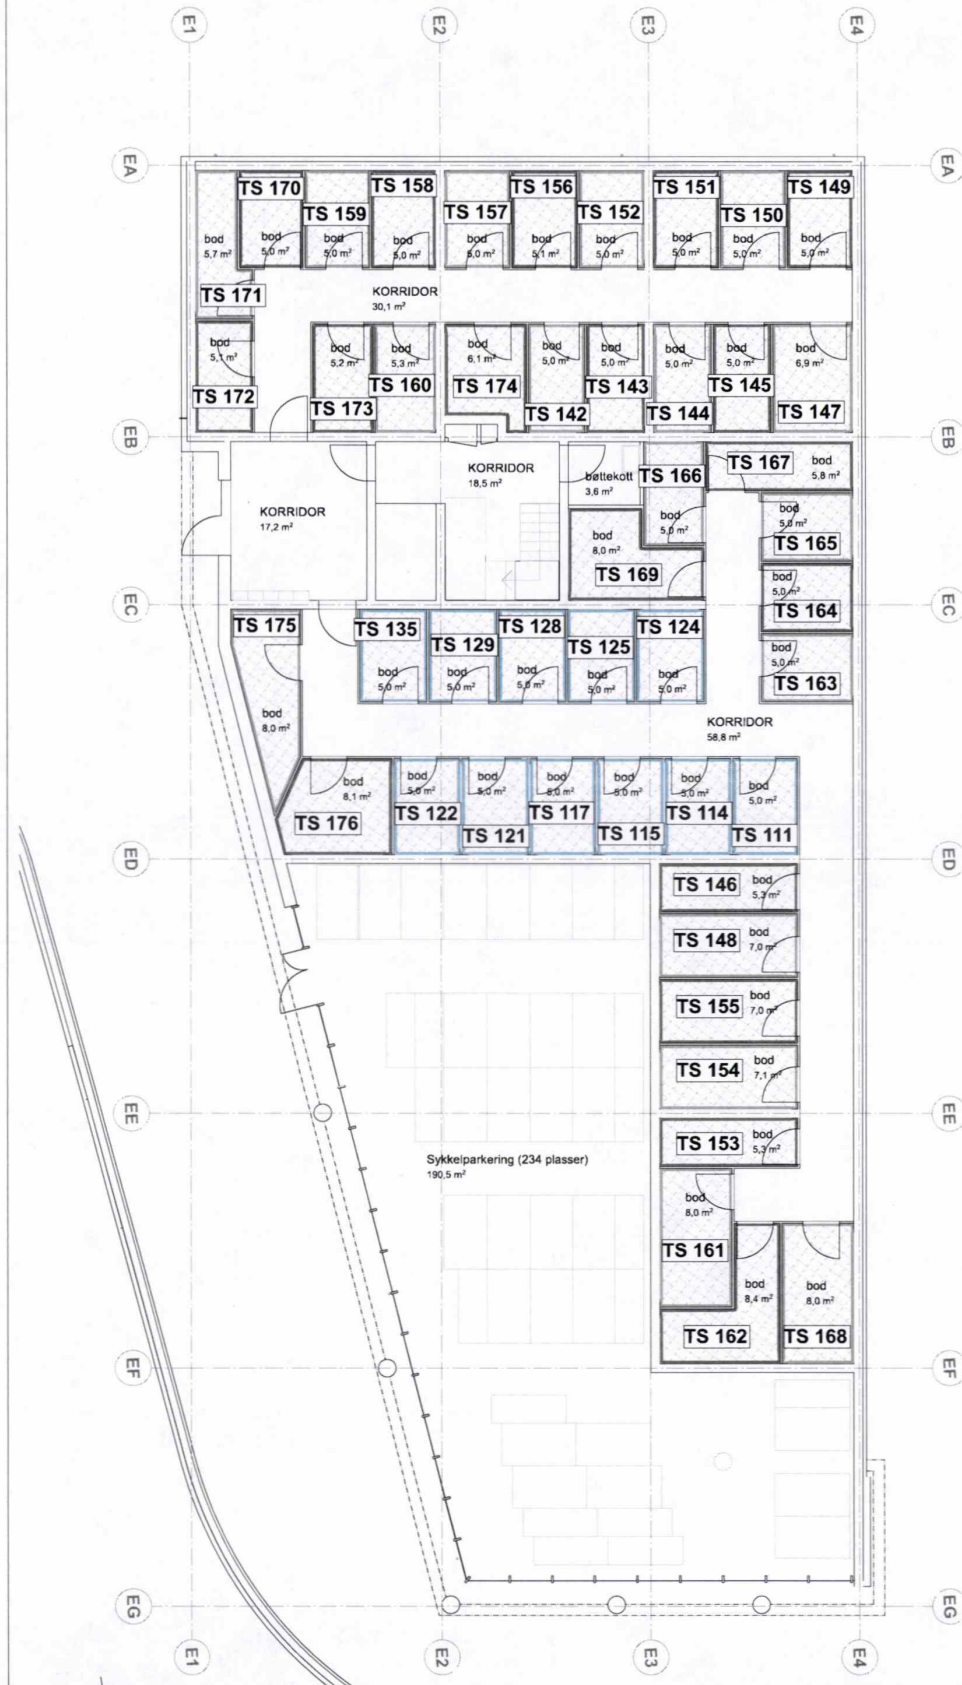 E1
E2
E3
E4
EA
EA
TS 170
TS 158
TS 156
TS 151
TS 149
TS 159
TS 157
TS 152
TS 150
bod
5,7 m²
bod
5,0 m²
bod
5,0 m²
bod
5,0 m²
bod
5,0 m²
bod
5,1 m²
bod
5,0 m²
bod
5,0 m²
bod
5,0 m²
bod
5,0 m²
TS 171
KORRIDOR
30,1 m²
bod
5,1 m²
TS 172
bod
5,2 m²
TS 173
bod
5,3 m²
TS 160
bod
6,1 m²
TS 174
bod
5,0 m²
TS 142
bod
5,0 m²
TS 143
bod
5,0 m²
TS 144
bod
5,0 m²
TS 145
bod
6,9 m²
TS 147
EB
EB
KORRIDOR
17,2 m²
KORRIDOR
18,5 m²
bøttekott
3,6 m²
TS 166
bod
5,0 m²
TS 167
bod
5,8 m²
bod
8,0 m²
TS 169
bod
5,0 m²
TS 165
bod
5,0 m²
TS 164
EC
EC
bod
5,0 m²
TS 163
TS 175
bod
8,0 m²
TS 135
bod
5,0 m²
TS 129
bod
5,0 m²
TS 128
bod
5,0 m²
TS 125
bod
5,0 m²
TS 124
bod
5,0 m²
KORRIDOR
58,8 m²
bod
8,1 m²
TS 176
bod
5,0 m²
TS 122
bod
5,0 m²
TS 121
bod
5,0 m²
TS 117
bod
5,0 m²
TS 115
bod
5,0 m²
TS 114
bod
5,0 m²
TS 111
ED
ED
TS 146
bod
5,3 m²
TS 148
bod
7,0 m²
TS 155
bod
7,0 m²
TS 154
bod
7,1 m²
EE
EE
TS 153
bod
5,3 m²
Sykkelparkering (234 plasser)
190,5 m²
bod
8,0 m²
TS 161
bod
8,4 m²
TS 162
bod
8,0 m²
TS 168
EF
EF
EG
EG
E1
E2
E3
E4